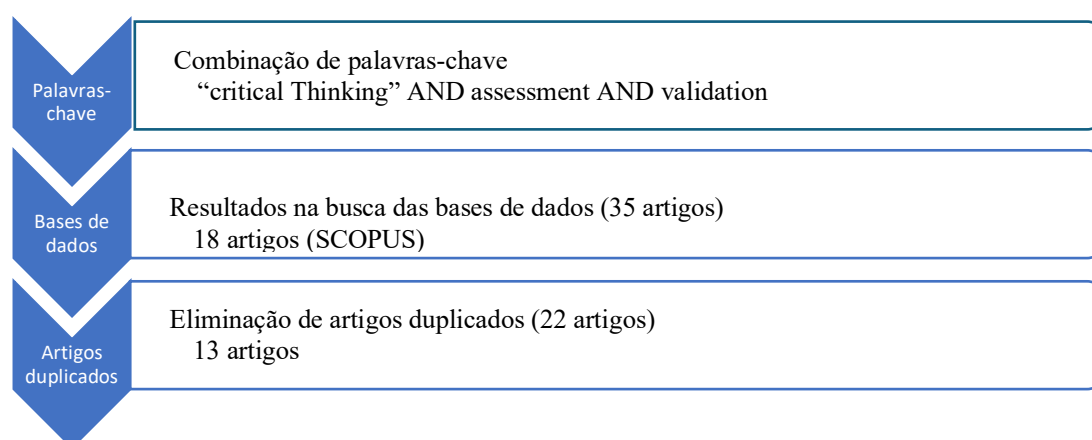 Palavras-
chave
Combinação de palavras-chave
“critical Thinking” AND assessment AND validation
Bases de
dados
Resultados na busca das bases de dados (35 artigos)
18 artigos (SCOPUS)
Artigos
duplicados
Eliminação de artigos duplicados (22 artigos)
13 artigos